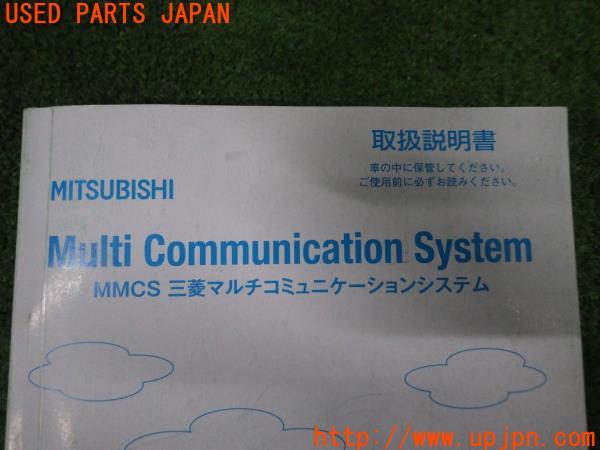 USED PARTS JAPAN
取扱説明書
車の中に保管してください。
ご使用前に必ずお読みください。
MITSUBISHI
Multi Communication System
MMCS 三菱マルチコミュニケーションシステム
http://www.upjpn.com/